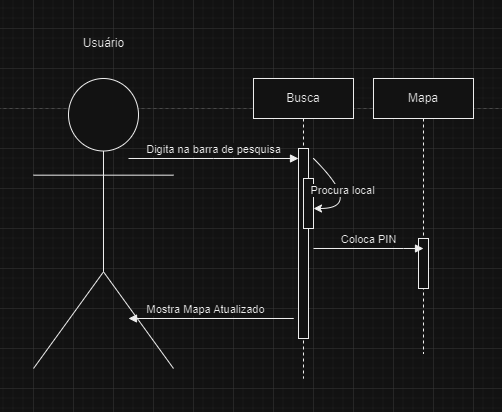 Usuário
Busca
Mapa
Digita na barra de pesquisa
Procura local
Coloca PIN
Mostra Mapa Atualizado